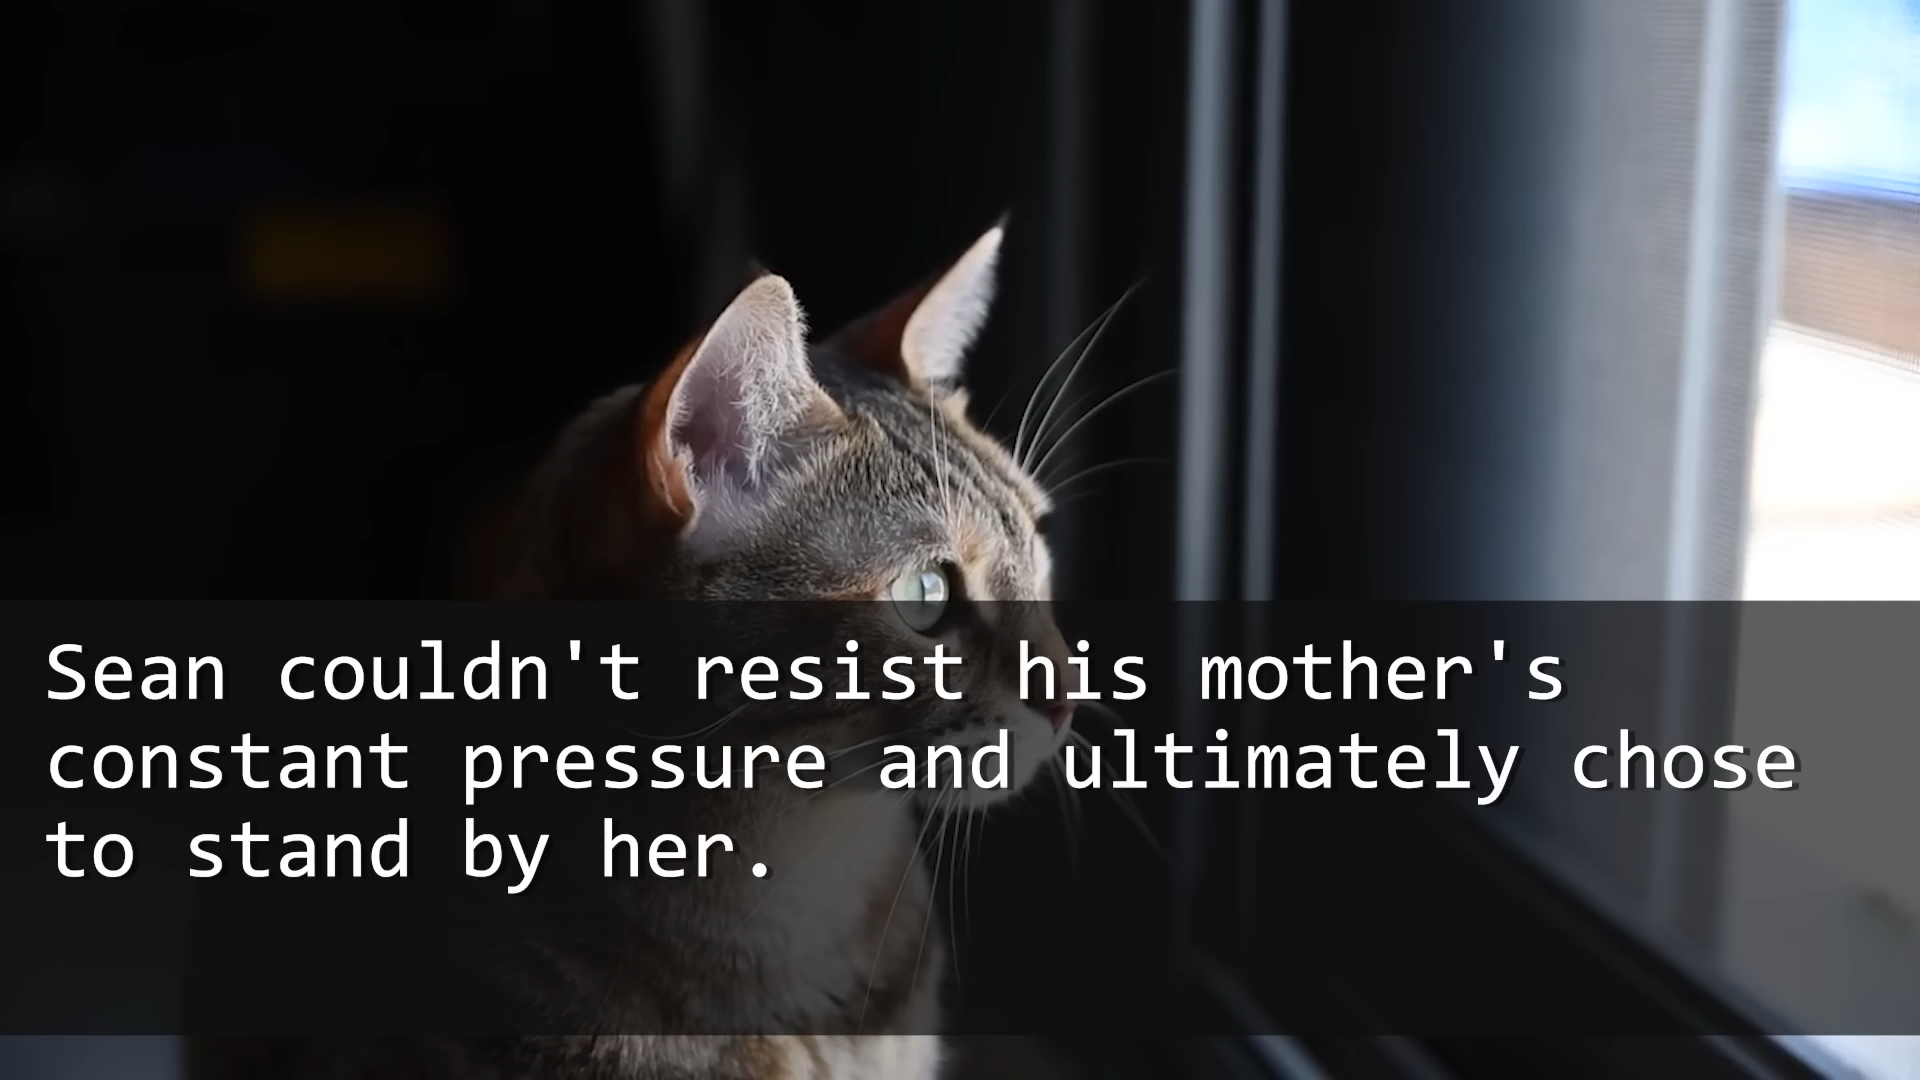 Sean couldn't resist his mother's
constant pressure and ultimately chose
to stand by her.